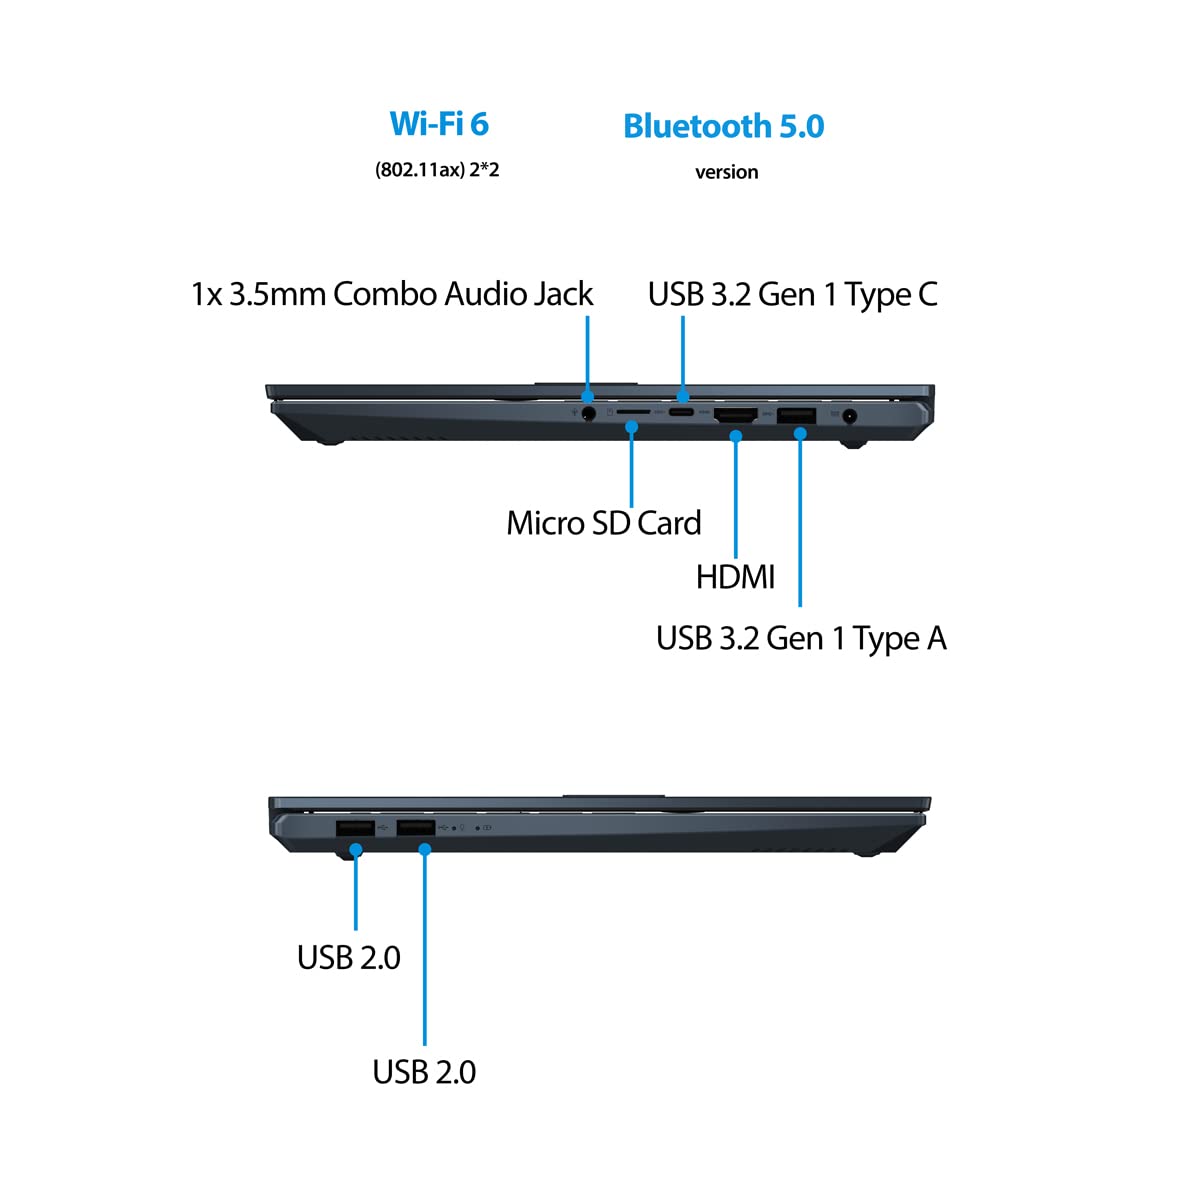 Wi-Fi 6
Bluetooth 5.0
(802.11ax) 2*2
version
1x 3.5mm Combo Audio Jack
USB 3.2 Gen 1 Type C
Micro SD Card
HDMI
USB 3.2 Gen 1 Type A
USB 2.0
USB 2.0